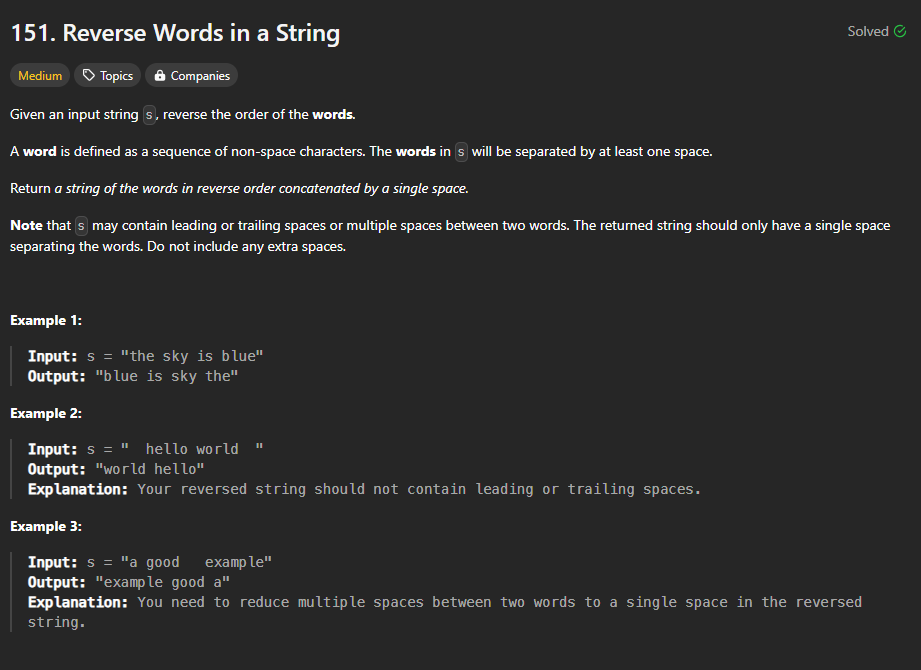 151. Reverse Words in a String
Solved
Medium Topics Companies
Given an input string s, reverse the order of the words.
A word is defined as a sequence of non-space characters. The words in s will be separated by at least one space.
Return a string of the words in reverse order concatenated by a single space.
Note that s may contain leading or trailing spaces or multiple spaces between two words. The returned string should only have a single space
separating the words. Do not include any extra spaces.
Example 1:
Input: s = "the sky is blue"
Output: "blue is sky the"
Example 2:
Input: s = "  hello world  "
Output: "world hello"
Explanation: Your reversed string should not contain leading or trailing spaces.
Example 3:
Input: s = "a good   example"
Output: "example good a"
Explanation: You need to reduce multiple spaces between two words to a single space in the reversed
string.